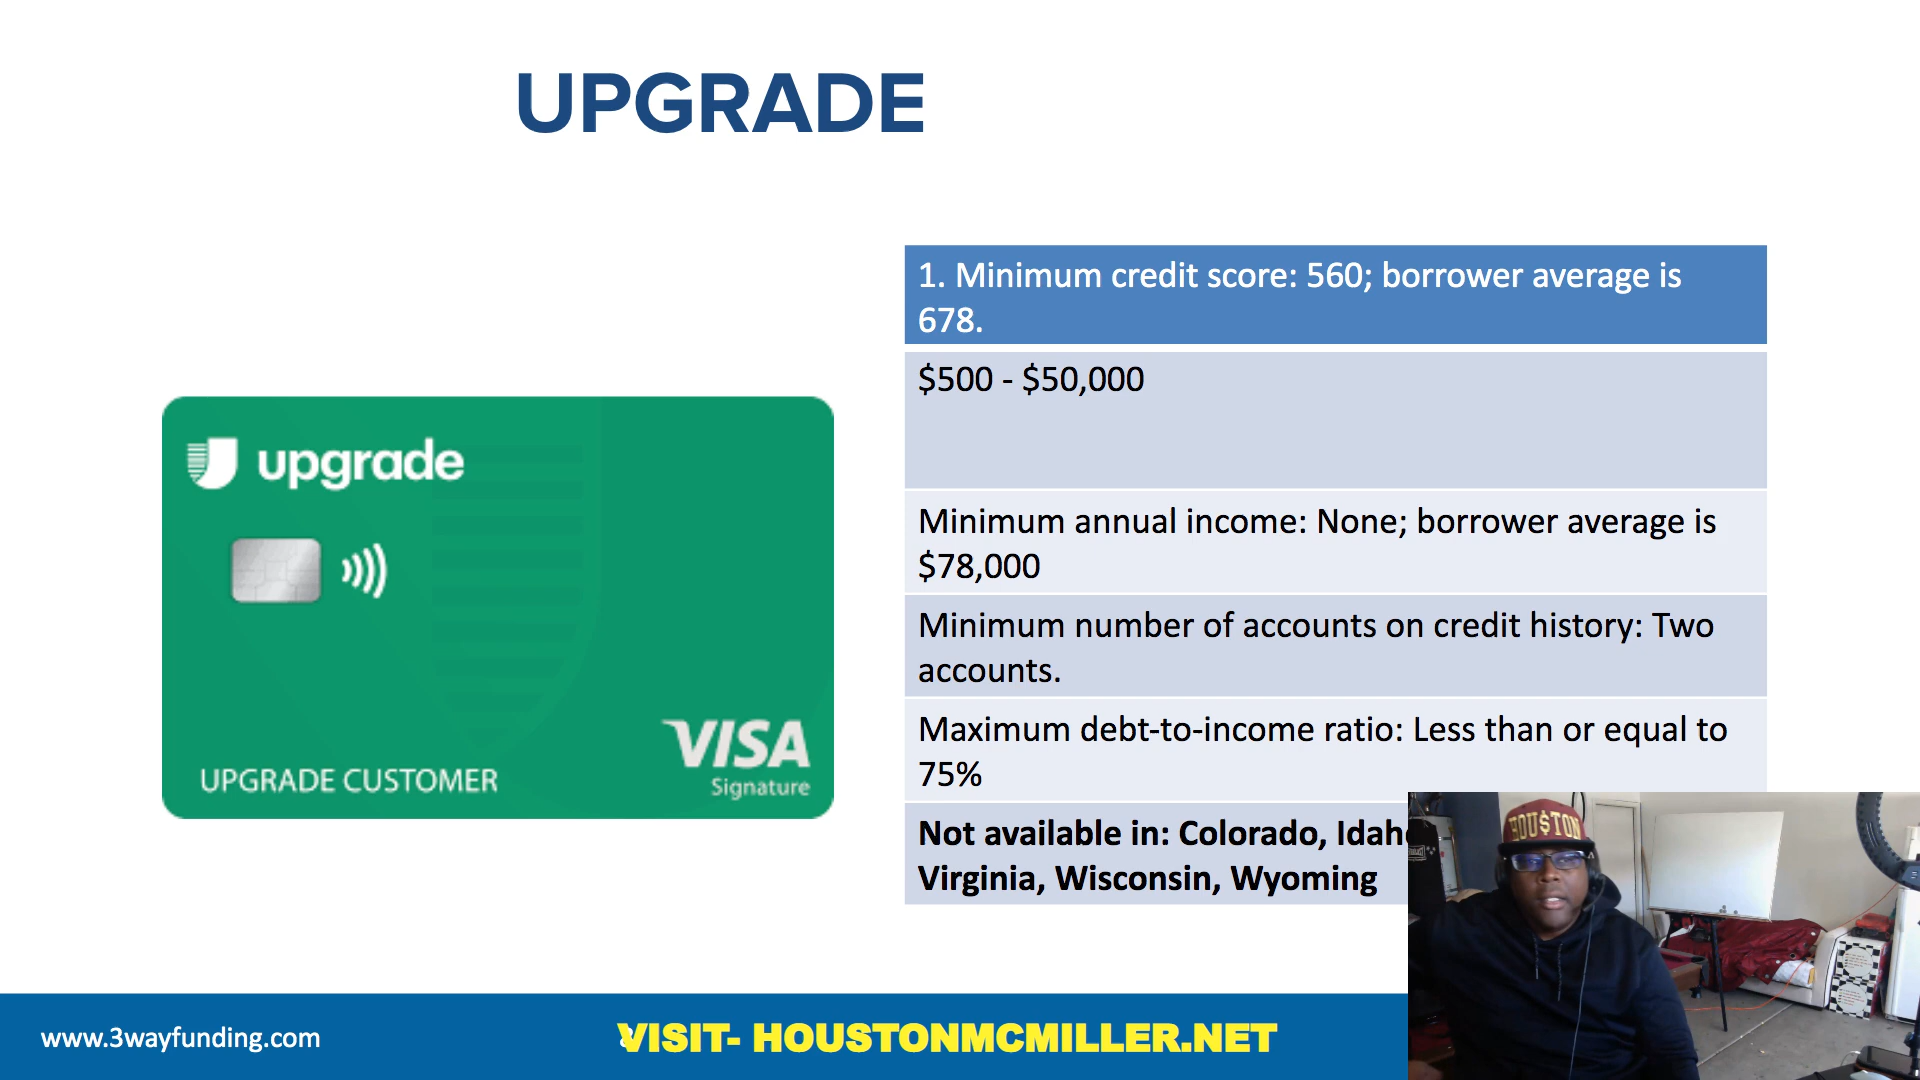 UPGRADE
1. Minimum credit score: 560; borrower average is
678.
$500 - $50,000
Minimum annual income: None; borrower average is
$78,000
Minimum number of accounts on credit history: Two
accounts.
Maximum debt-to-income ratio: Less than or equal to
75%
Not available in: Colorado,
Virginia, Wisconsin, Wyoming
upgrade
VISA
Signature
UPGRADE CUSTOMER
HOU$TON
www.3wayfunding.com
VISIT- HOUSTONMCMILLER.NET